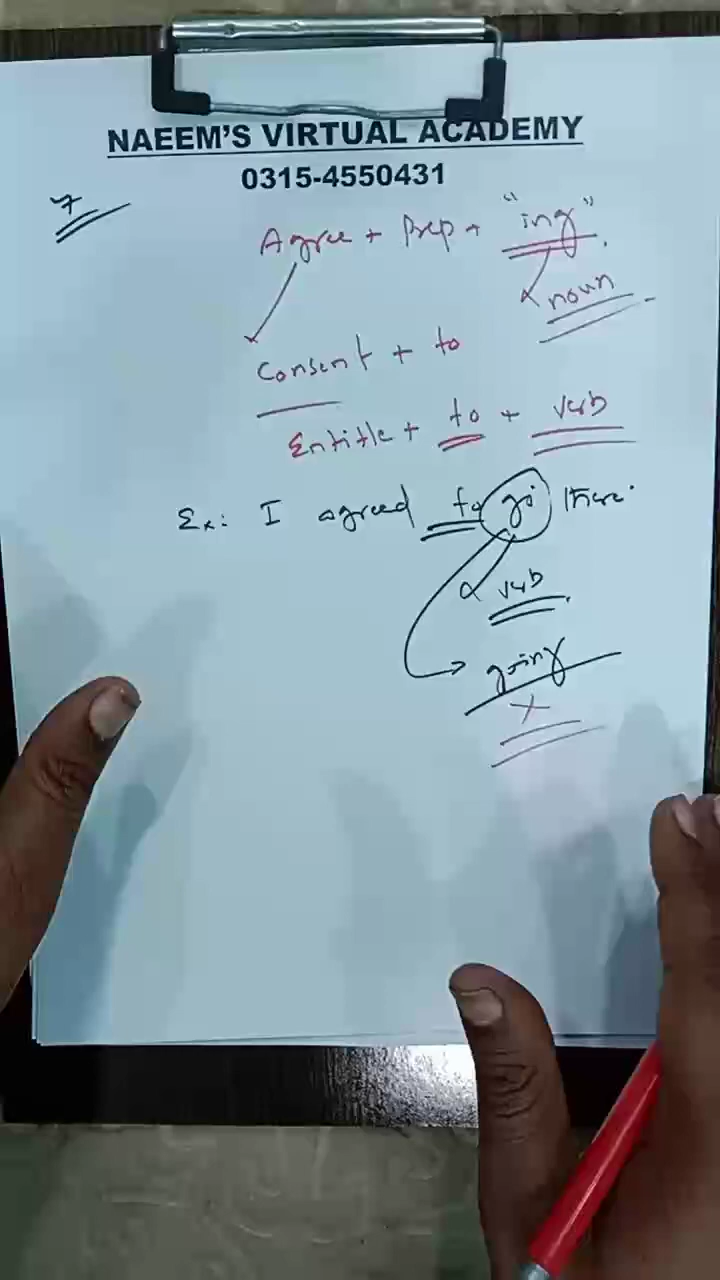 NAEEM'S VIRTUAL ACADEMY
0315-4550431
7
Agree + Prep + "ing"
noun
Consent + to
Entitle + to + verb
Ex: I agreed to go there.
verb
going
×